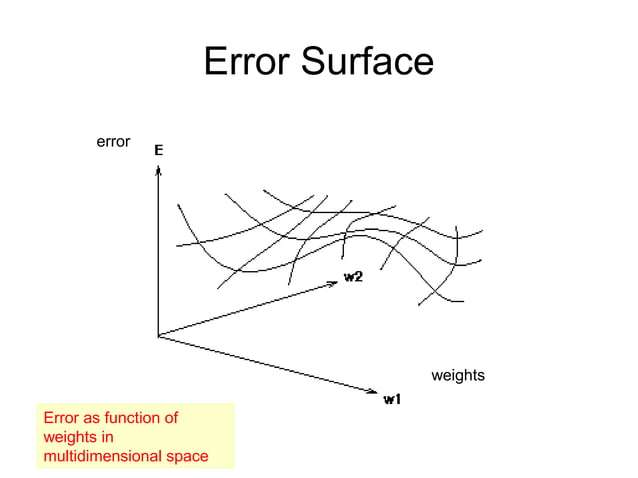 Error Surface
error
E
w2
weights
w1
Error as function of
weights in
multidimensional space